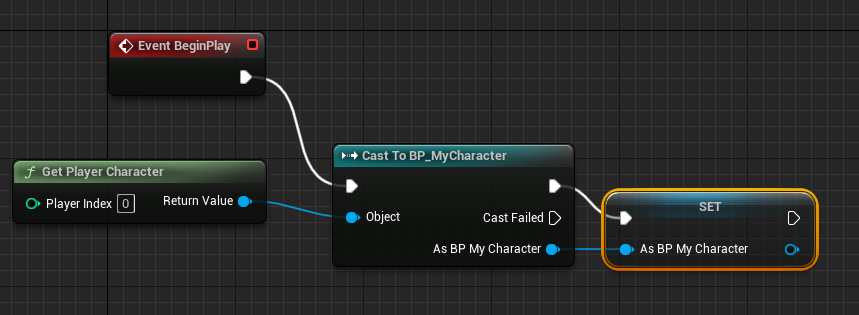 Event BeginPlay
Get Player Character
Player Index 0
Return Value
Cast To BP_MyCharacter
Object
Cast Failed
As BP My Character
SET
As BP My Character